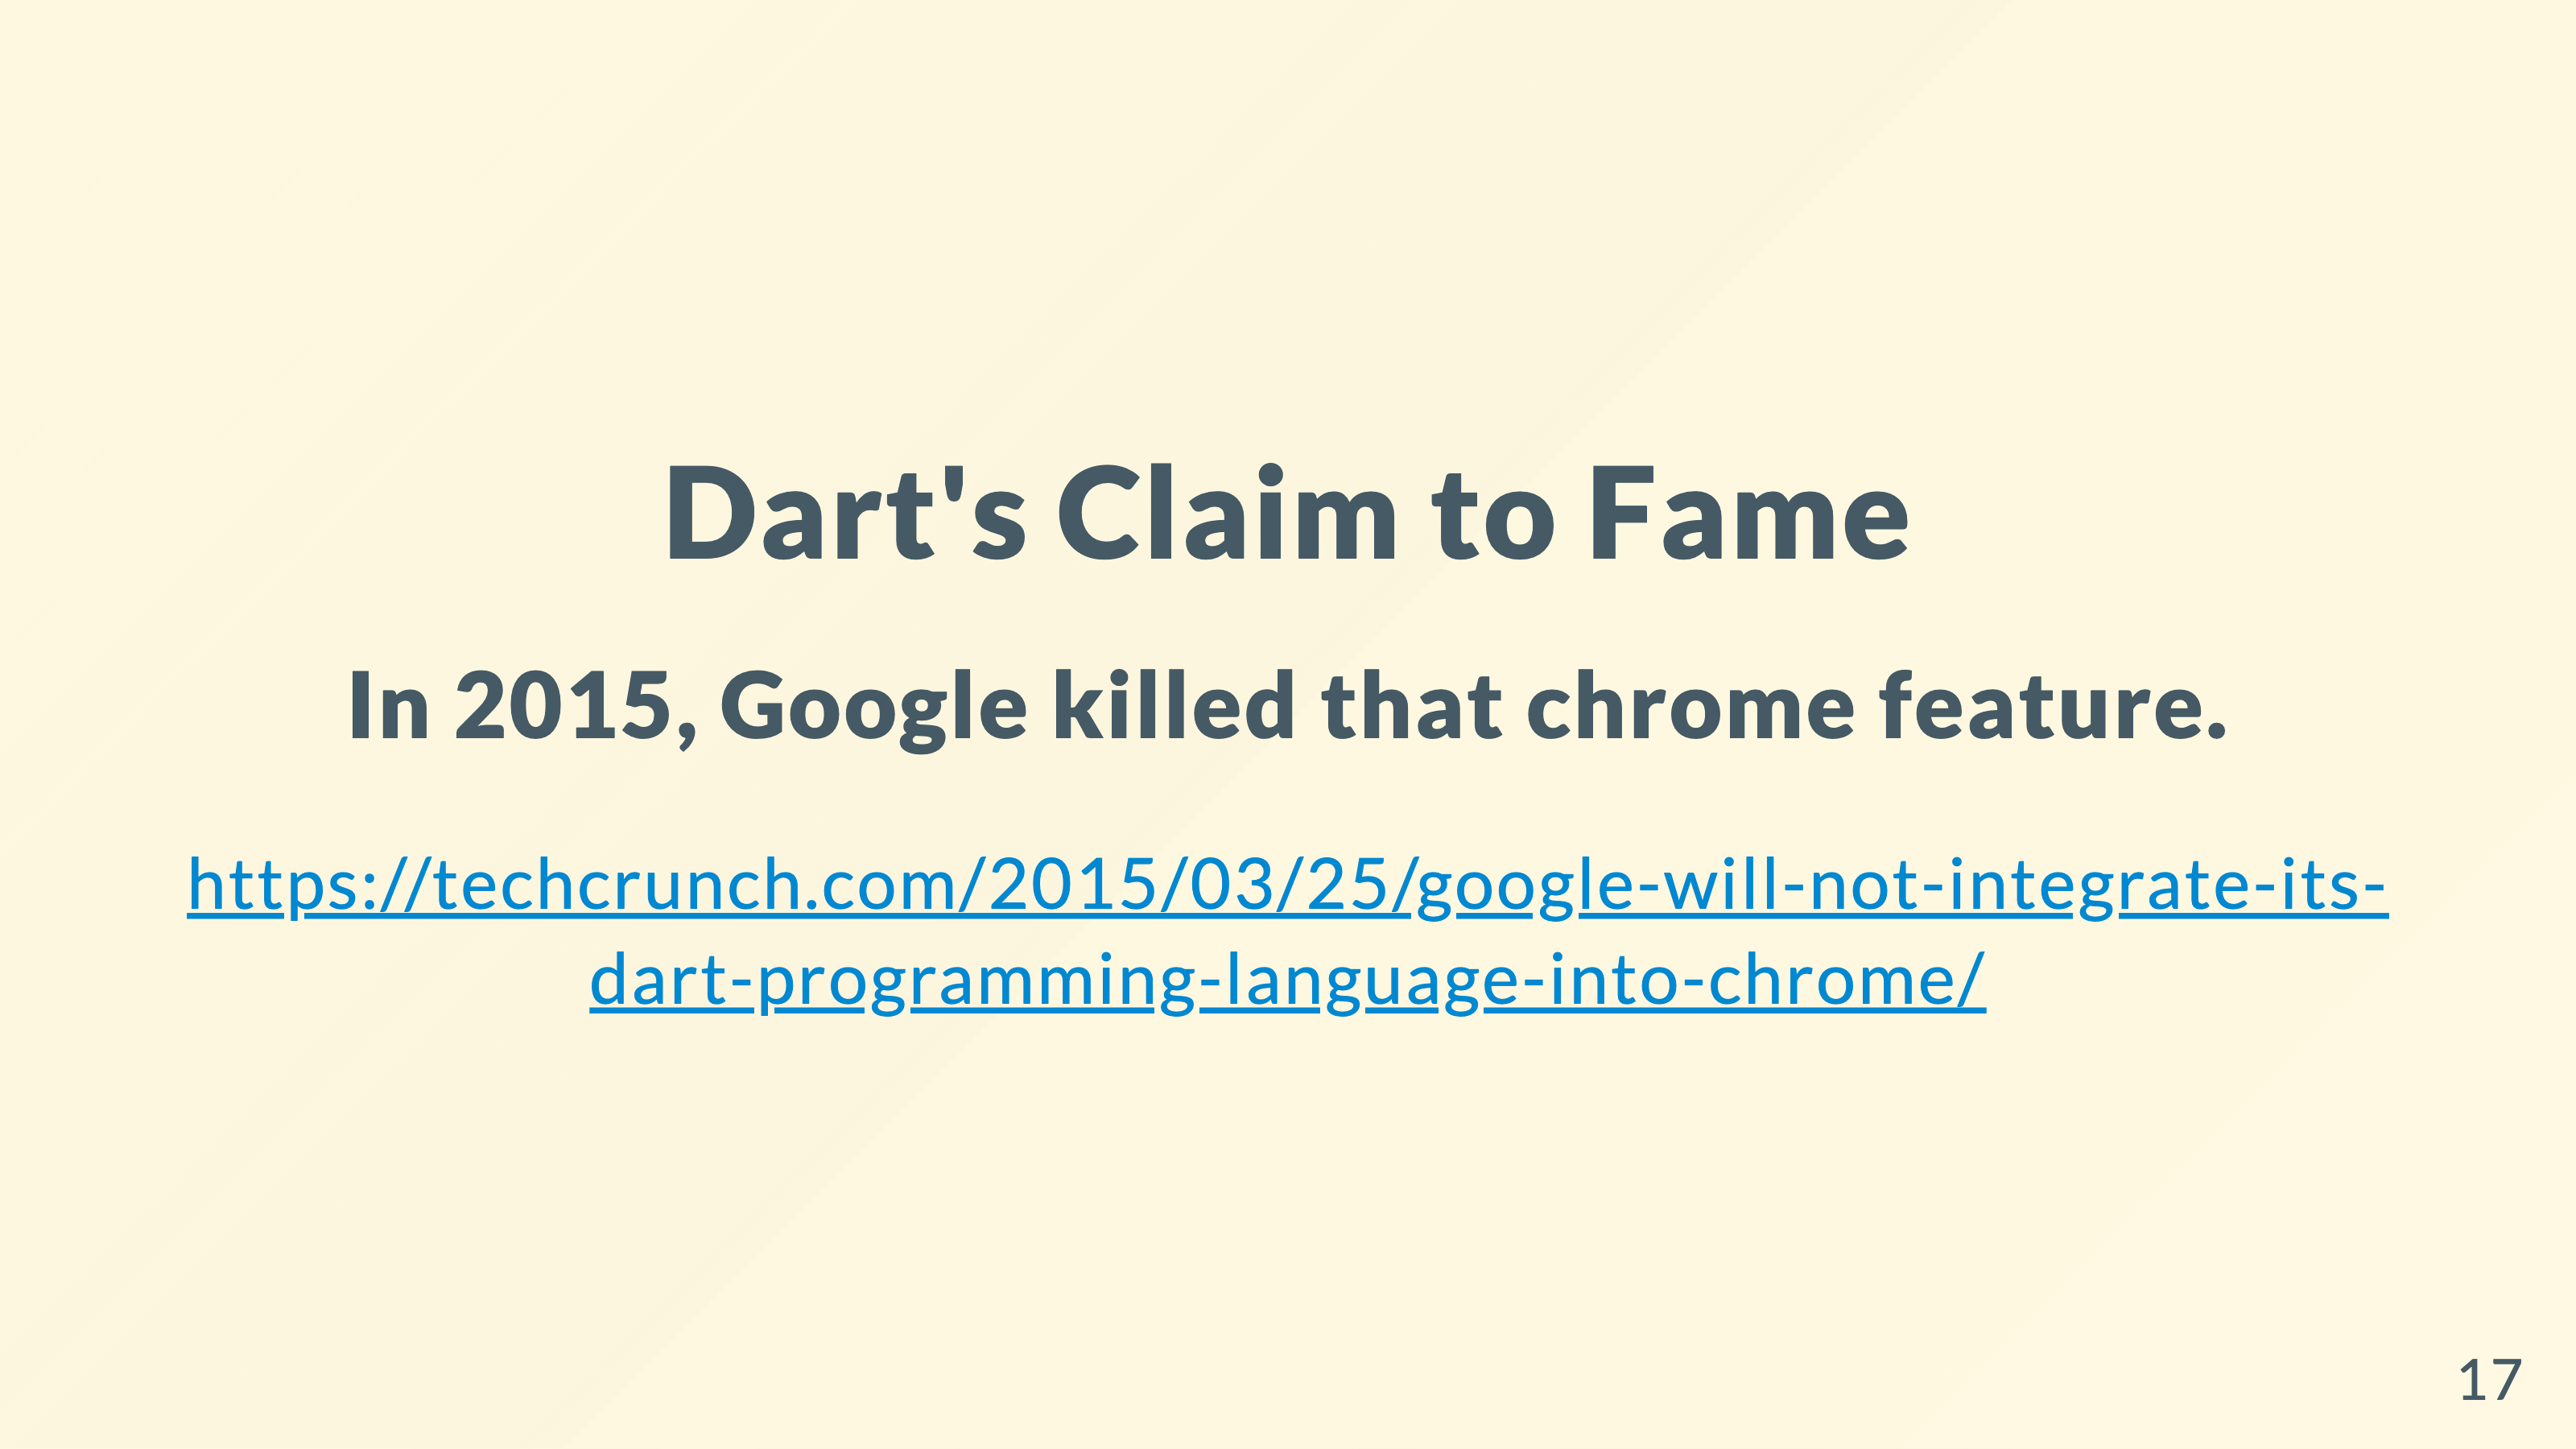 Dart's Claim to Fame
In 2015, Google killed that chrome feature.
https://techcrunch.com/2015/03/25/google-will-not-integrate-its-
dart-programming-language-into-chrome/
17